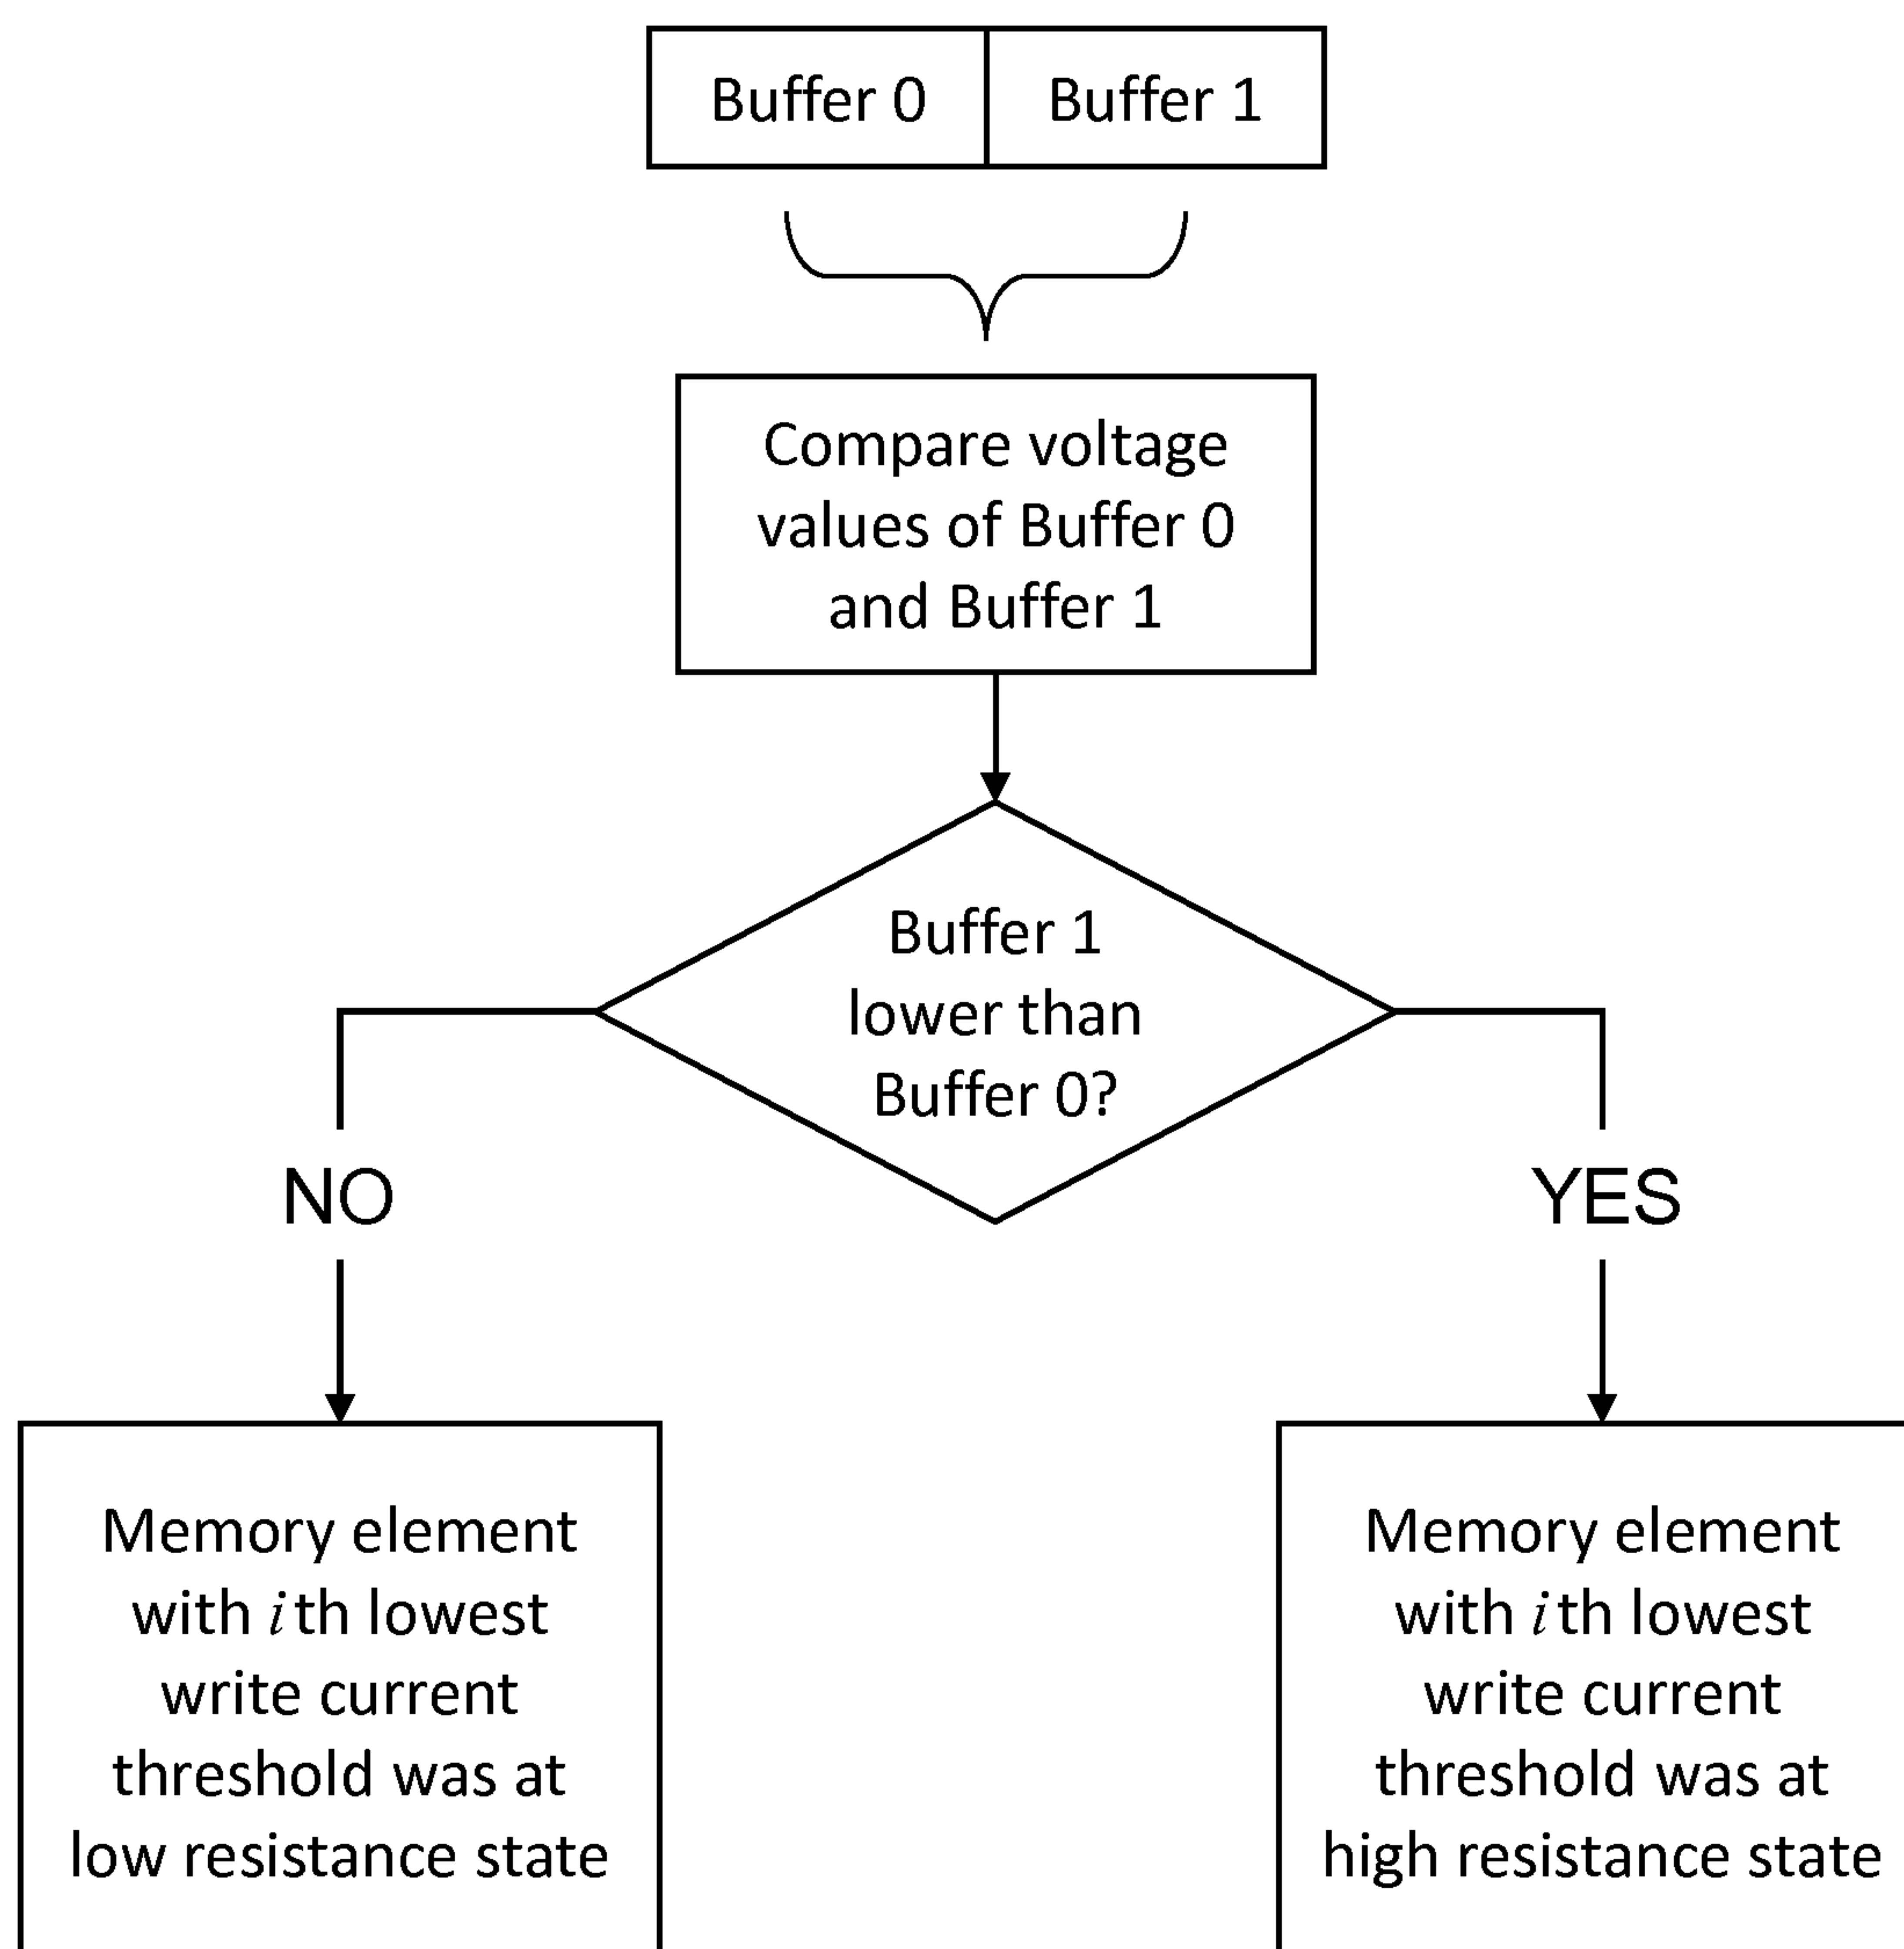 Buffer 0 Buffer 1
Compare voltage
values of Buffer 0
and Buffer 1
Buffer 1
lower than
Buffer 0?
NO
YES
Memory element
with i th lowest
write current
threshold was at
low resistance state
Memory element
with i th lowest
write current
threshold was at
high resistance state